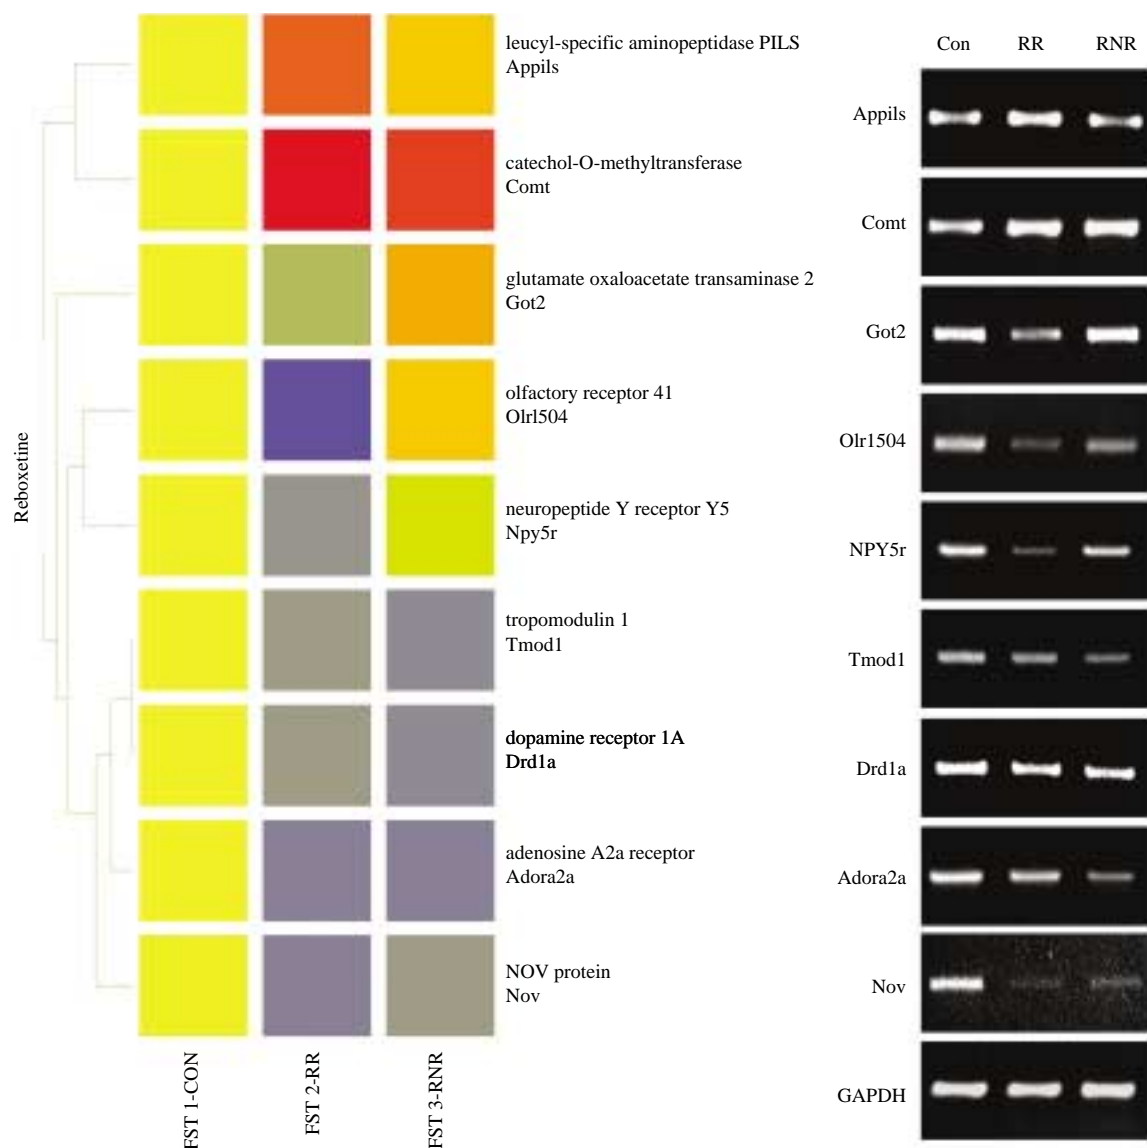 Reboxetine
leucyl-specific aminopeptidase PILS
Appils
catechol-O-methyltransferase
Comt
glutamate oxaloacetate transaminase 2
Got2
olfactory receptor 41
Olrl504
neuropeptide Y receptor Y5
Npy5r
tropomodulin 1
Tmod1
dopamine receptor 1A
Drd1a
adenosine A2a receptor
Adora2a
NOV protein
Nov
FST 1-CON
FST 2-RR
FST 3-RNR
Con RR RNR
Appils
Comt
Got2
Olr1504
NPY5r
Tmod1
Drd1a
Adora2a
Nov
GAPDH